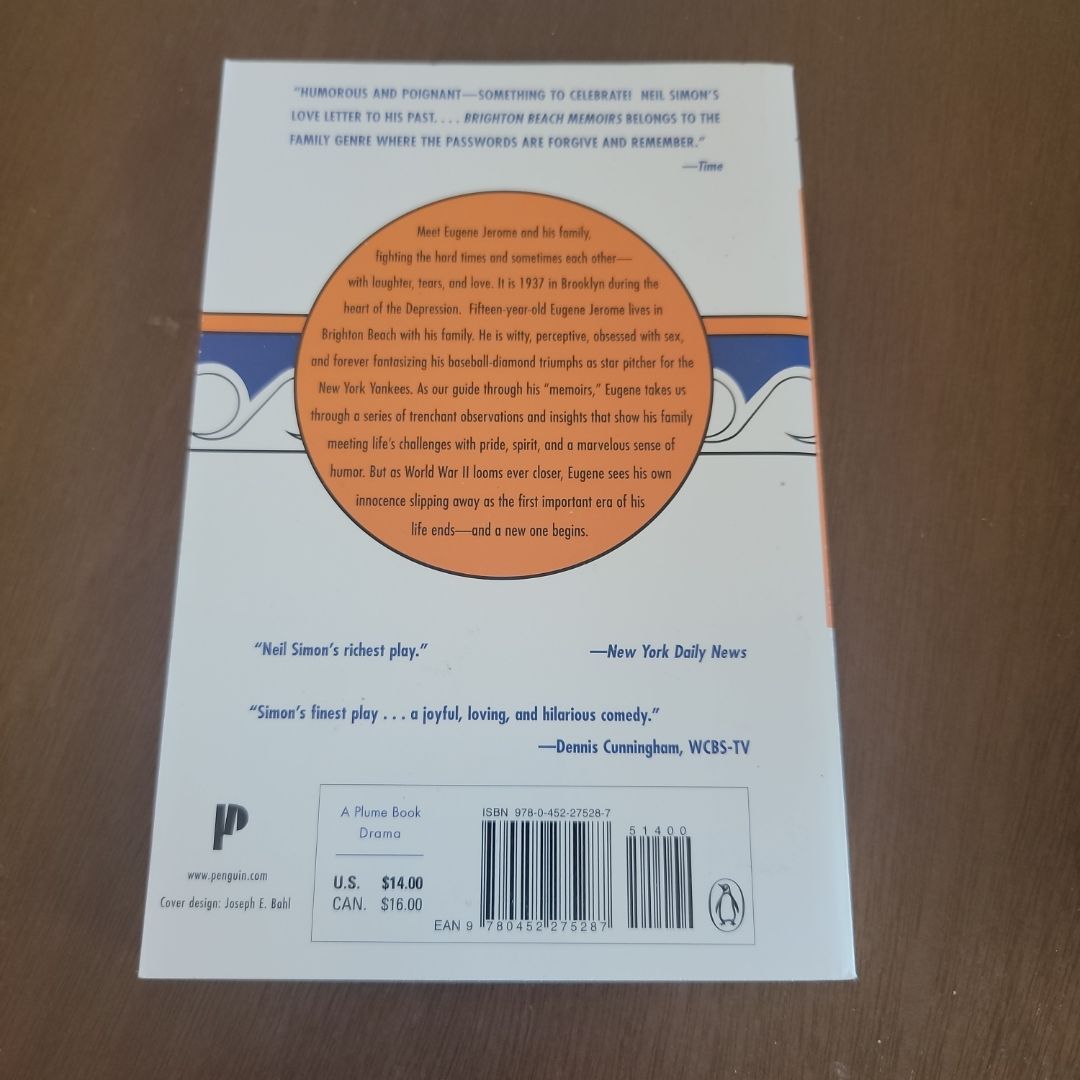 "HUMOROUS AND POIGNANT—SOMETHING TO CELEBRATE! NEIL SIMON'S
LOVE LETTER TO HIS PAST. . . . BRIGHTON BEACH MEMOIRS BELONGS TO THE
FAMILY GENRE WHERE THE PASSWORDS ARE FORGIVE AND REMEMBER."
—Time
Meet Eugene Jerome and his family,
fighting the hard times and sometimes each other—
with laughter, tears, and love. It is 1937 in Brooklyn during the
heart of the Depression. Fifteen-year-old Eugene Jerome lives in
Brighton Beach with his family. He is witty, perceptive, obsessed with sex,
and forever fantasizing his baseball-diamond triumphs as star pitcher for the
New York Yankees. As our guide through his "memoirs," Eugene takes us
through a series of trenchant observations and insights that show his family
meeting life's challenges with pride, spirit, and a marvelous sense of
humor. But as World War II looms ever closer, Eugene sees his own
innocence slipping away as the first important era of his
life ends—and a new one begins.
"Neil Simon's richest play." —New York Daily News
"Simon's finest play . . . a joyful, loving, and hilarious comedy."
—Dennis Cunningham, WCBS-TV
www.penguin.com
Cover design: Joseph E. Bahl
A Plume Book
Drama
U.S. $14.00
CAN. $16.00
ISBN 978-0-452-27528-7
51400
EAN 9 780452 275287